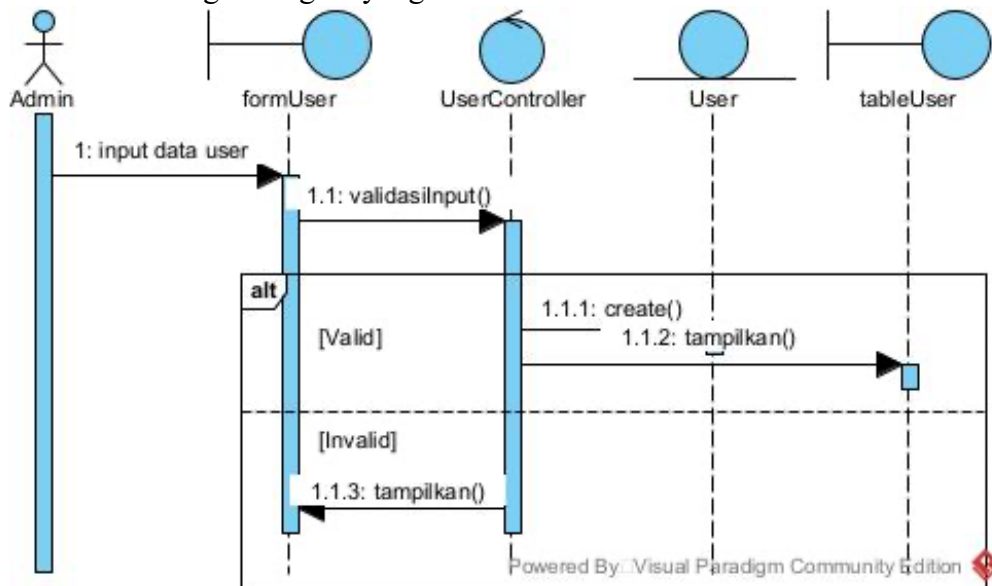 Admin
formUser
UserController
User
tableUser
1: input data user
1.1: validasiInput()
alt
[Valid]
1.1.1: create()
1.1.2: tampilkan()
[Invalid]
1.1.3: tampilkan()
Powered By Visual Paradigm Community Edition